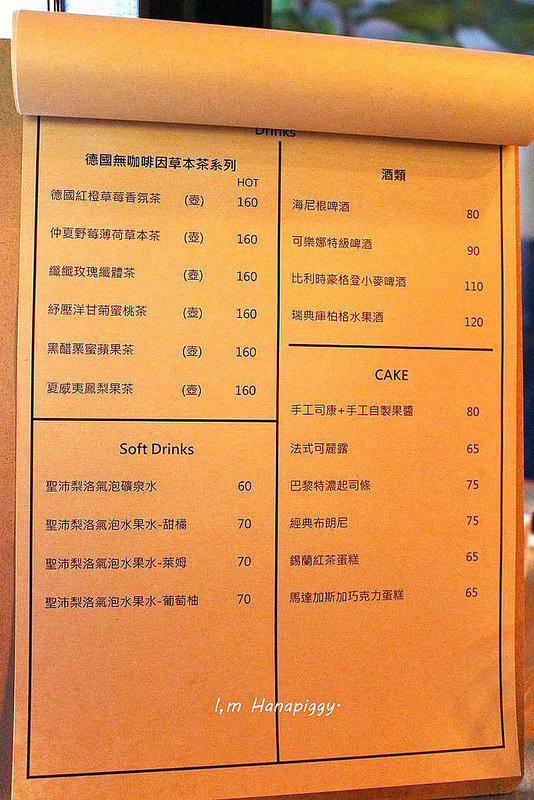 Drinks
德國無咖啡因草本茶系列
HOT
德國紅橙草莓香氛茶 (壺) 160
仲夏野莓薄荷草本茶 (壺) 160
纖纖玫瑰纖體茶 (壺) 160
紓壓洋甘菊蜜桃茶 (壺) 160
黑醋栗蜜蘋果茶 (壺) 160
夏威夷鳳梨果茶 (壺) 160
Soft Drinks
聖沛梨洛氣泡礦泉水 60
聖沛梨洛氣泡水果水-甜橘 70
聖沛梨洛氣泡水果水-萊姆 70
聖沛梨洛氣泡水果水-葡萄柚 70
酒類
海尼根啤酒 80
可樂娜特級啤酒 90
比利時豪格登小麥啤酒 110
瑞典庫柏格水果酒 120
CAKE
手工司康+手工自製果醬 80
法式可麗露 65
巴黎特濃起司條 75
經典布朗尼 75
錫蘭紅茶蛋糕 65
馬達加斯加巧克力蛋糕 65
I,m Hanapiggy.